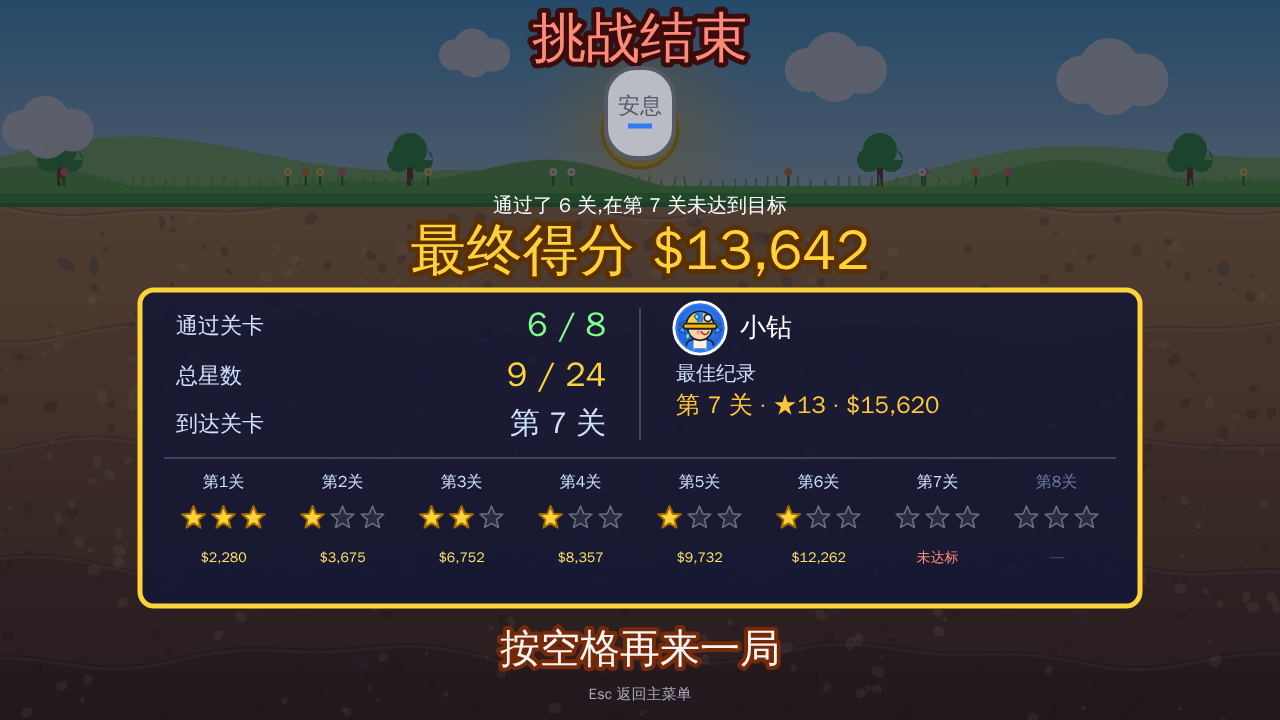 挑战结束
安息
通过了 6 关,在第 7 关未达到目标
最终得分 $13,642
通过关卡 6 / 8
总星数 9 / 24
到达关卡 第 7 关
小钻
最佳纪录
第 7 关 · ★13 · $15,620
第1关 第2关 第3关 第4关 第5关 第6关 第7关 第8关
$2,280 $3,675 $6,752 $8,357 $9,732 $12,262 未达标 —
按空格再来一局
Esc 返回主菜单